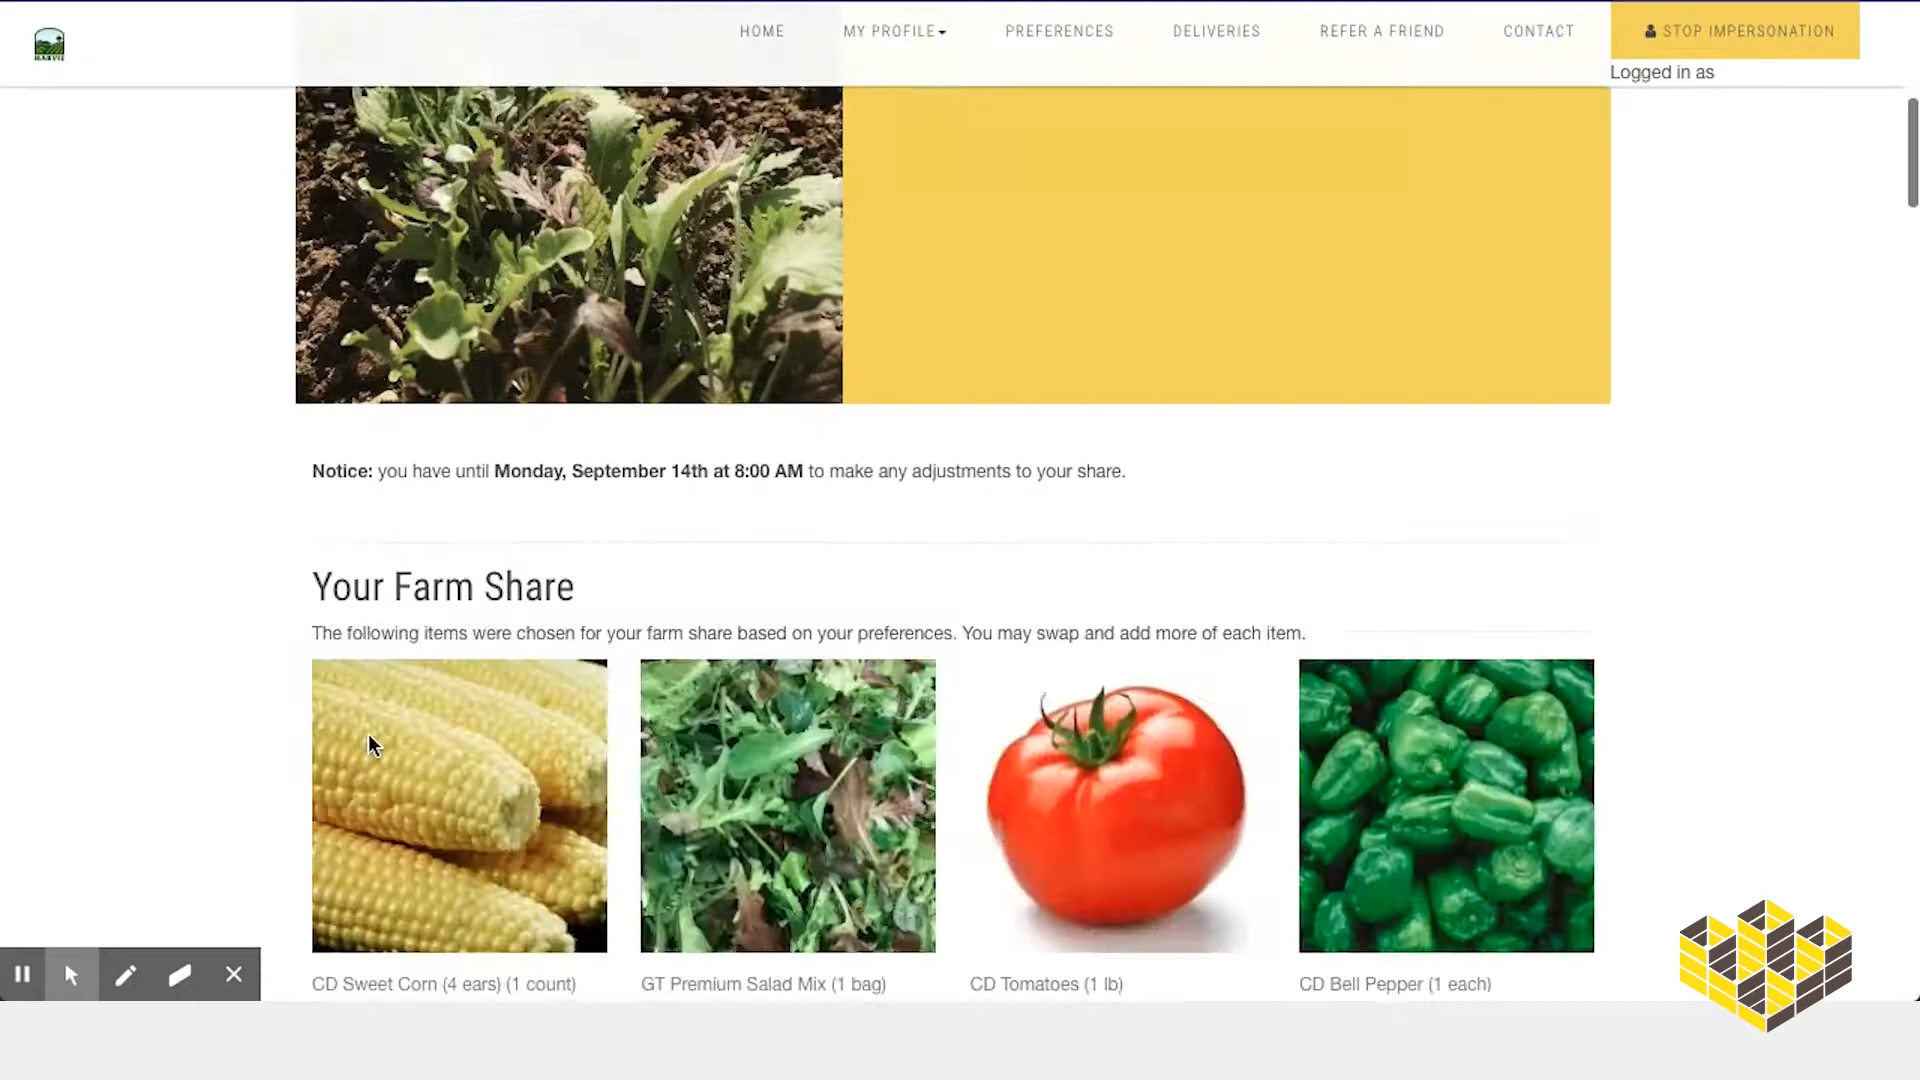 HOME
MY PROFILE
PREFERENCES
DELIVERIES
REFER A FRIEND
CONTACT
STOP IMPERSONATION
Logged in as
HARVIE
Notice: you have until Monday, September 14th at 8:00 AM to make any adjustments to your share.
Your Farm Share
The following items were chosen for your farm share based on your preferences. You may swap and add more of each item.
CD Sweet Corn (4 ears) (1 count)
GT Premium Salad Mix (1 bag)
CD Tomatoes (1 lb)
CD Bell Pepper (1 each)